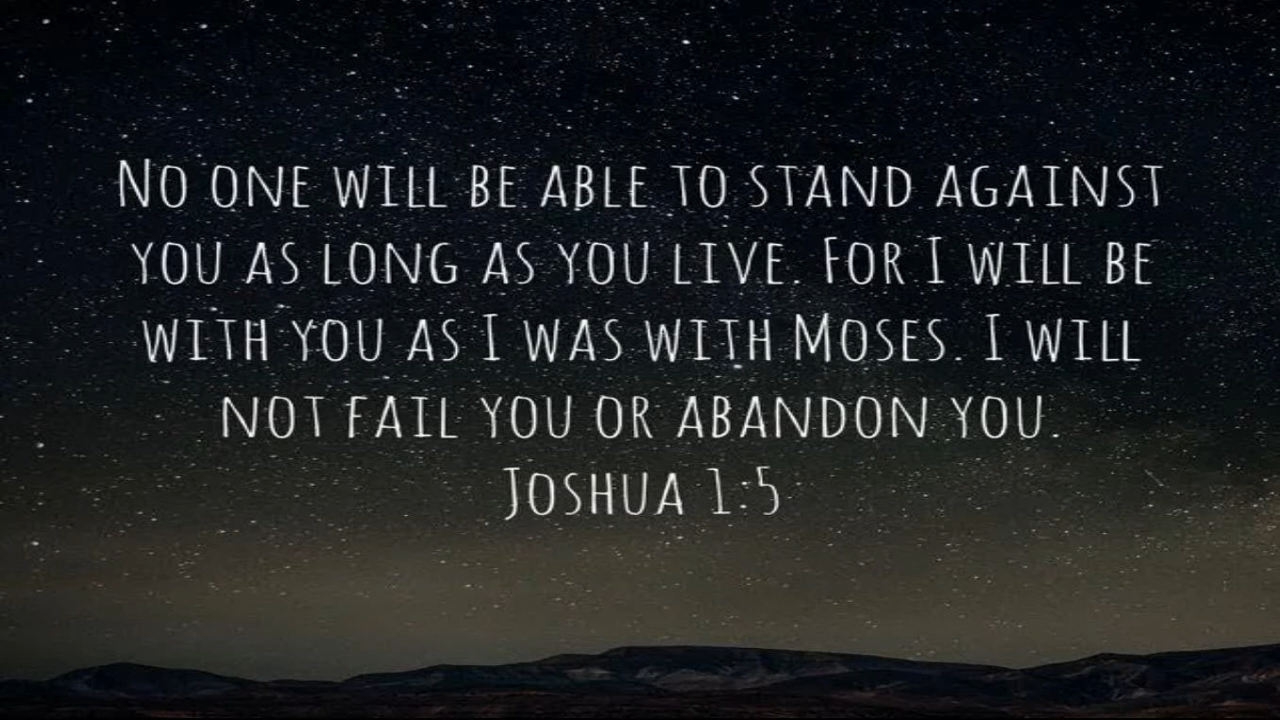 No one will be able to stand against
you as long as you live. For I will be
with you as I was with Moses. I will
not fail you or abandon you.
Joshua 1:5